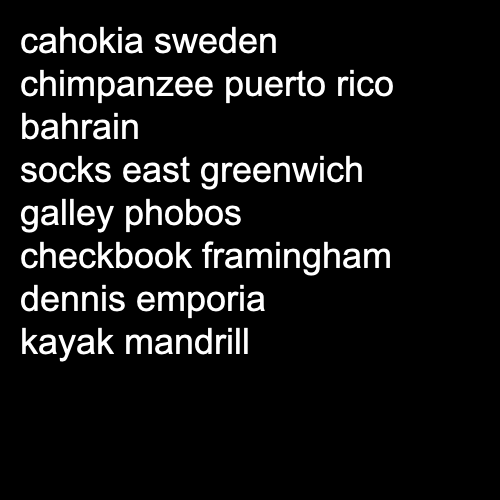 cahokia sweden
chimpanzee puerto rico
bahrain
socks east greenwich
galley phobos
checkbook framingham
dennis emporia
kayak mandrill